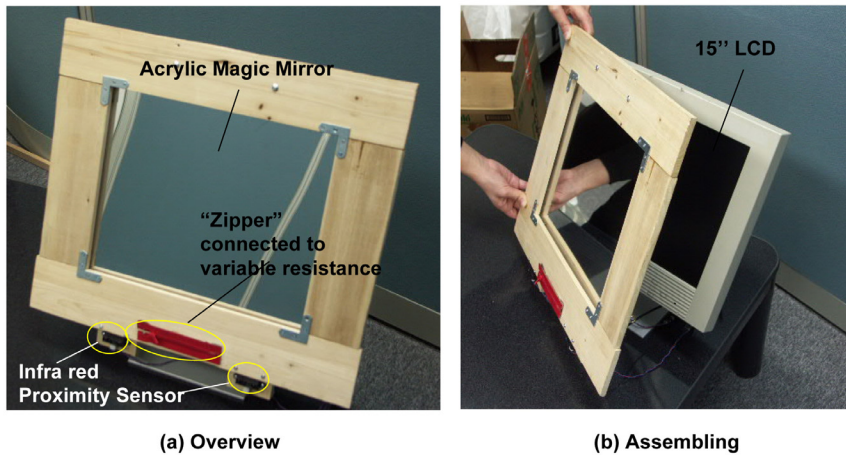 Acrylic Magic Mirror
“Zipper”
connected to
variable resistance
Infra red
Proximity Sensor
(a) Overview
15’’ LCD
(b) Assembling